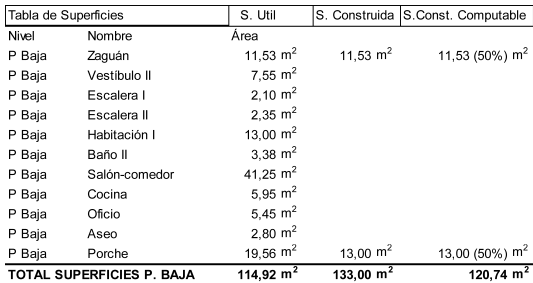 Tabla de Superficies S. Util S. Construida S.Const. Computable
Nivel Nombre Área
P Baja Zaguán 11,53 m² 11,53 m² 11,53 (50%) m²
P Baja Vestíbulo II 7,55 m²
P Baja Escalera I 2,10 m²
P Baja Escalera II 2,35 m²
P Baja Habitación I 13,00 m²
P Baja Baño II 3,38 m²
P Baja Salón-comedor 41,25 m²
P Baja Cocina 5,95 m²
P Baja Oficio 5,45 m²
P Baja Aseo 2,80 m²
P Baja Porche 19,56 m² 13,00 m² 13,00 (50%) m²
TOTAL SUPERFICIES P. BAJA 114,92 m² 133,00 m² 120,74 m²